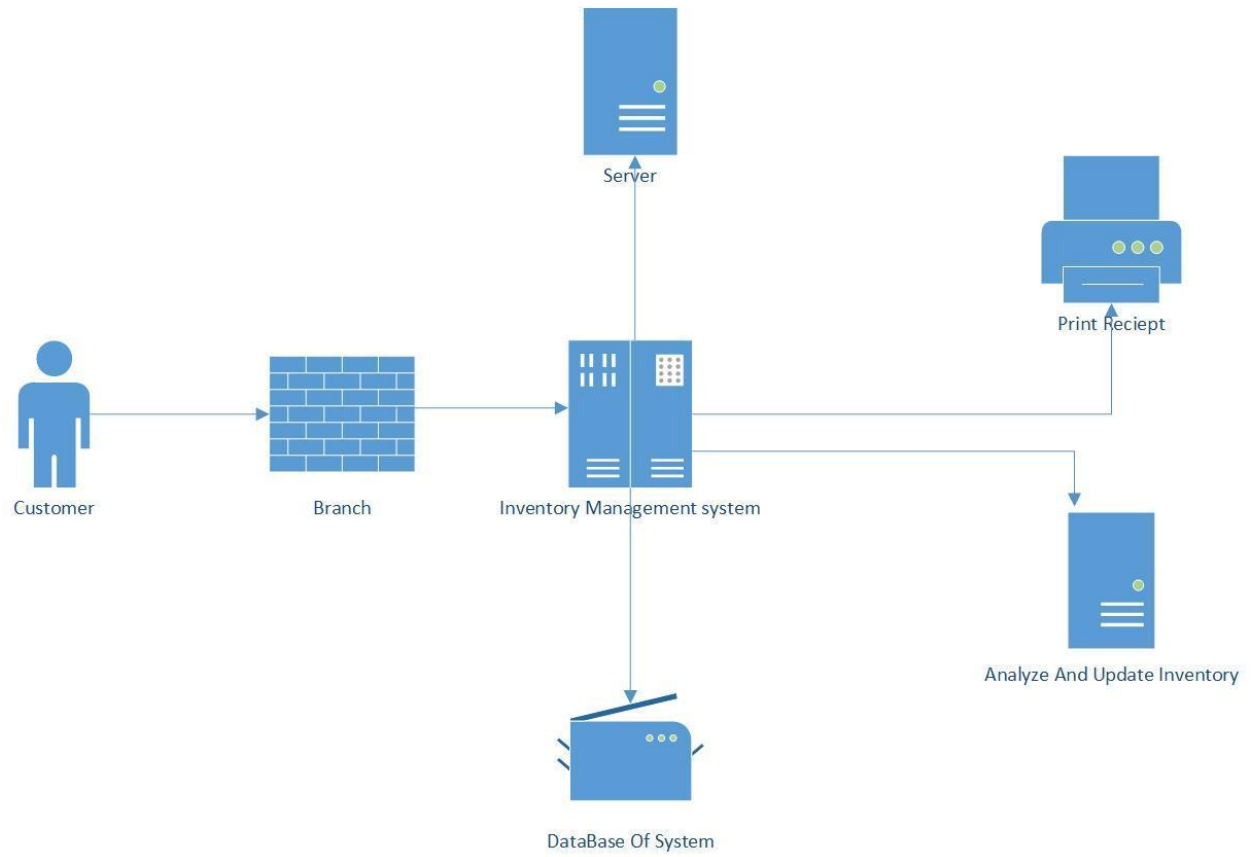 Server
Print Reciept
Customer
Branch
Inventory Management system
Analyze And Update Inventory
DataBase Of System